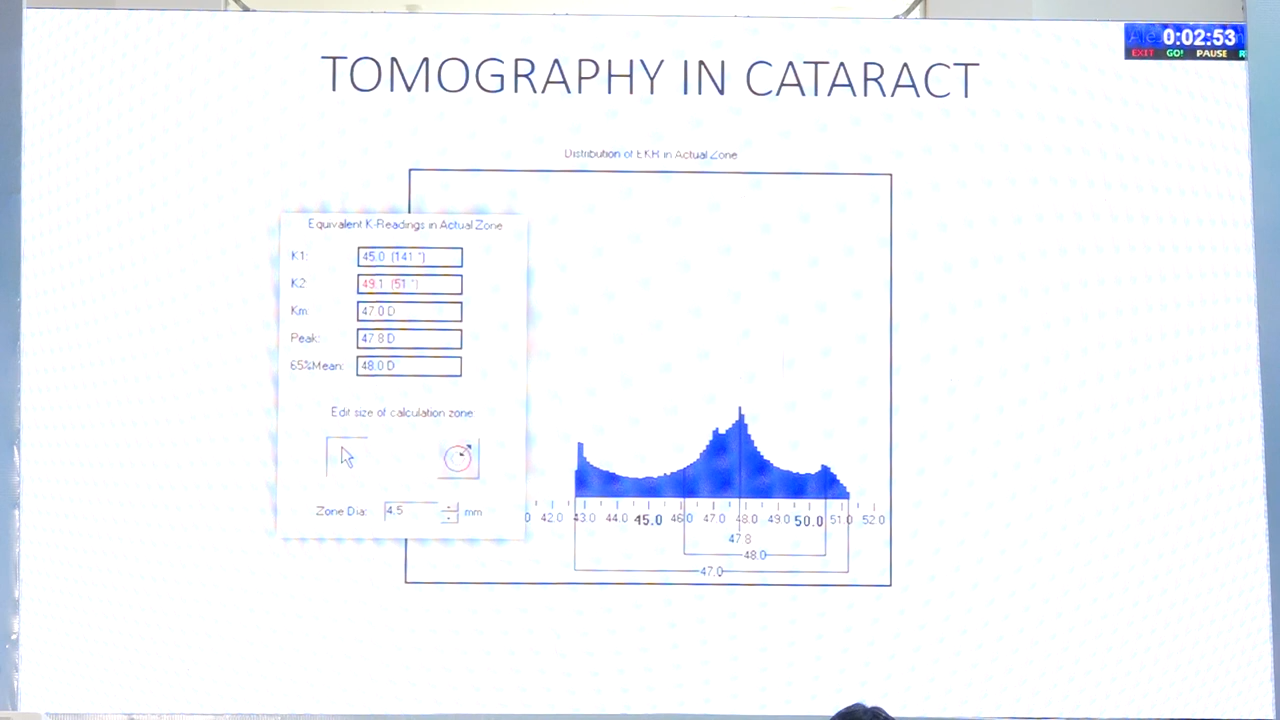 0:02:53
EXIT GO! PAUSE
TOMOGRAPHY IN CATARACT
Distribution of EKR in Actual Zone
Equivalent K-Readings in Actual Zone
K1: 45.0 (141 °)
K2: 49.1 (51 °)
Km: 47.0 D
Peak: 47.8 D
65%Mean: 48.0 D
Edit size of calculation zone
Zone Dia: 4.5 mm
0 42.0 43.0 44.0 45.0 46.0 47.0 48.0 49.0 50.0 51.0 52.0
47.8
48.0
47.0